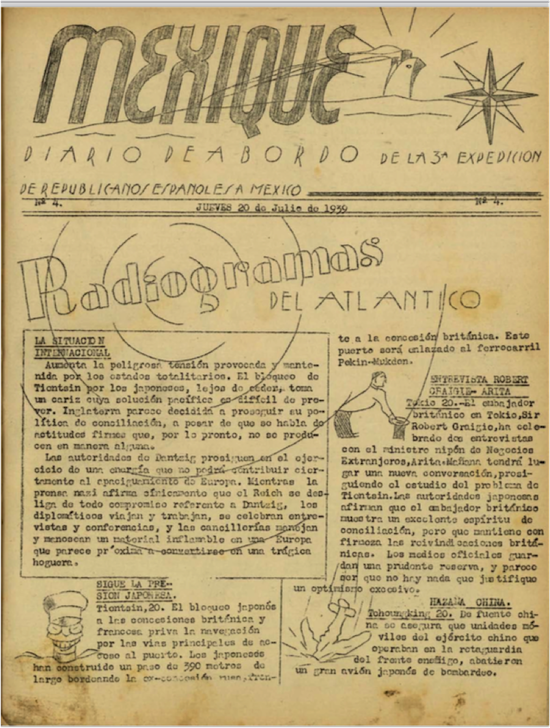 MEXIQUE
DIARIO DE A BORDO DE LA 3ª EXPEDICION
DE REPUBLICANOS ESPAÑOLES A MEXICO
Nº 4. JUEVES 20 de Julio de 1939 Nº 4.
Radiogramas
DEL ATLANTICO
LA SITUACION
INTERNACIONAL
Aumenta la peligrosa tensión provocada y mante-
nida por los estados totalitarios. El bloqueo de
Tientsin por los japoneses, lejos de ceder, toma
un cariz cuya solución pacífica es difícil de pre-
ver. Inglaterra parece decidida a proseguir su po-
lítica de conciliación, a pesar de que se habla de
actitudes firmes que, por lo pronto, no se produ-
cen en manera alguna.
Las autoridades de Dantzig prosiguen en el ejer-
cicio de una energía que no podrá contribuir cier-
tamente al apaciguamiento de Europa. Mientras la
prensa nazi afirma cínicamente que el Reich se des-
liga de todo compromiso referente a Dantzig, los
diplomáticos viajan y trabajan, se celebran entre-
vistas y conferencias, y las cancillerías manejan
y menoscan un material inflamable en una Europa
que parece próxima a convertirse en una trágica
hoguera.
SIGUE LA PRE-
SION JAPONESA.
Tientsin,20. El bloqueo japonés
a las concesiones británica y
francesa priva la navegación
por las vías principales de ac-
ceso al puerto. Los japoneses
han construido un paso de 390 metros de
largo bordeando la ex-concesión rusa, fren-
te a la concesión británica. Este
puerto será enlazado al ferrocarril
Pekin-Mukden.
ENTREVISTA ROBERT
CRAIGIE- ARITA
Tokio 20.-El embajador
británico en Tokio,Sir
Robert Graigie,ha cele-
brado dos entrevistas
con el ministro nipón de Negocios
Extranjeros,Arita.Mañana tendrá lu-
gar una nueva conversación,prosi-
guiendo el estudio del problema de
Tientsin.Las autoridades japonesas
afirman que el embajador británico
muestra un excelente espíritu de
conciliación, pero que mantiene con
firmeza las reivindicaciones britá-
nicas. Los medios oficiales guar-
dan una prudente reserva, y parece
ser que no hay nada que justifique
un optimismo excesivo.
HAZAÑA CHINA.
Tchoungking 20. De fuente chi-
na se asegura que unidades mó-
viles del ejército chino que
operaban en la retaguardia
del frente enemigo, abatieron
un gran avión japonés de bombardeo.